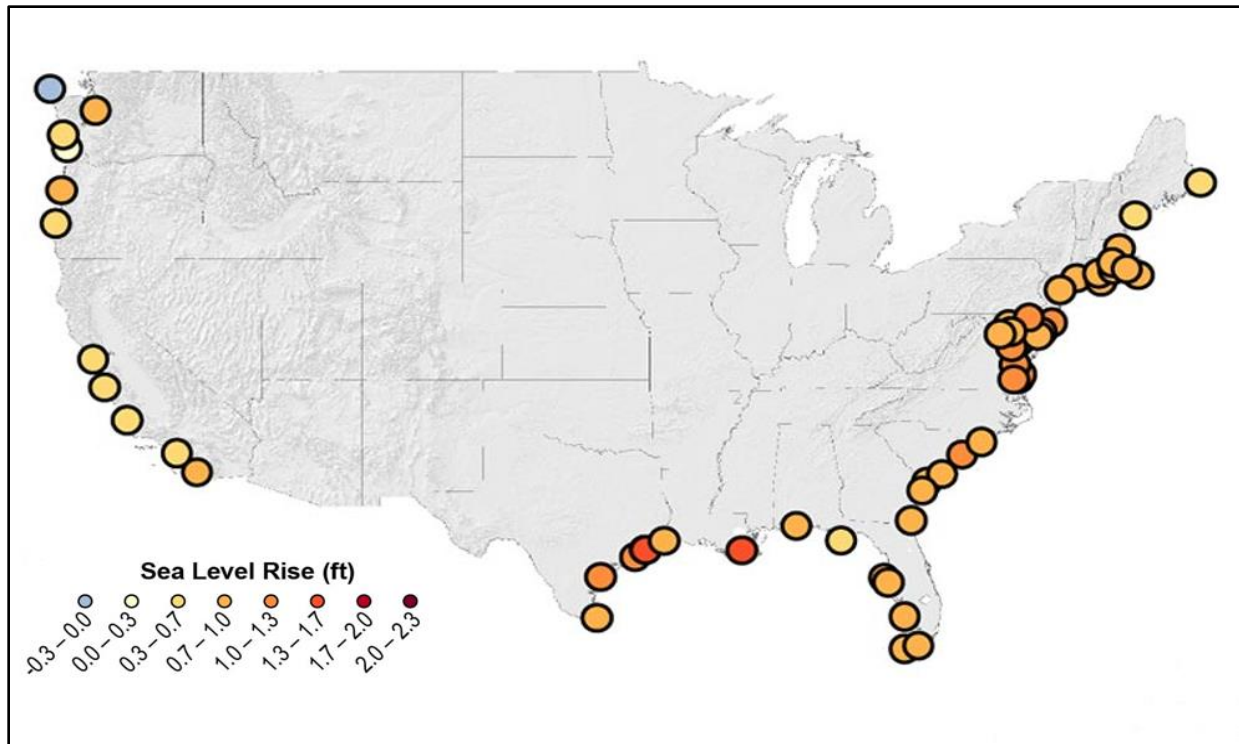 Sea Level Rise (ft)
-0.3 – 0.0
0.0 – 0.3
0.3 – 0.7
0.7 – 1.0
1.0 – 1.3
1.3 – 1.7
1.7 – 2.0
2.0 – 2.3